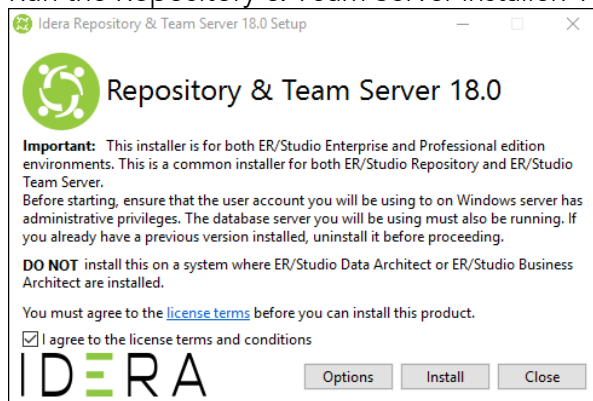 Idera Repository & Team Server 18.0 Setup
Repository & Team Server 18.0
Important: This installer is for both ER/Studio Enterprise and Professional edition
environments. This is a common installer for both ER/Studio Repository and ER/Studio
Team Server.
Before starting, ensure that the user account you will be using to on Windows server has
administrative privileges. The database server you will be using must also be running. If
you already have a previous version installed, uninstall it before proceeding.
DO NOT install this on a system where ER/Studio Data Architect or ER/Studio Business
Architect are installed.
You must agree to the license terms before you can install this product.
I agree to the license terms and conditions
IDERA
Options Install Close